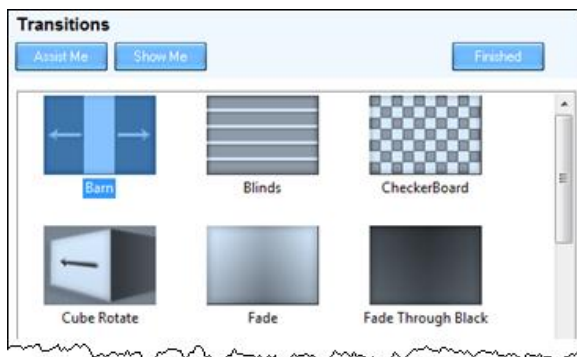 Transitions
Assist Me Show Me Finished
Barn Blinds CheckerBoard
Cube Rotate Fade Fade Through Black